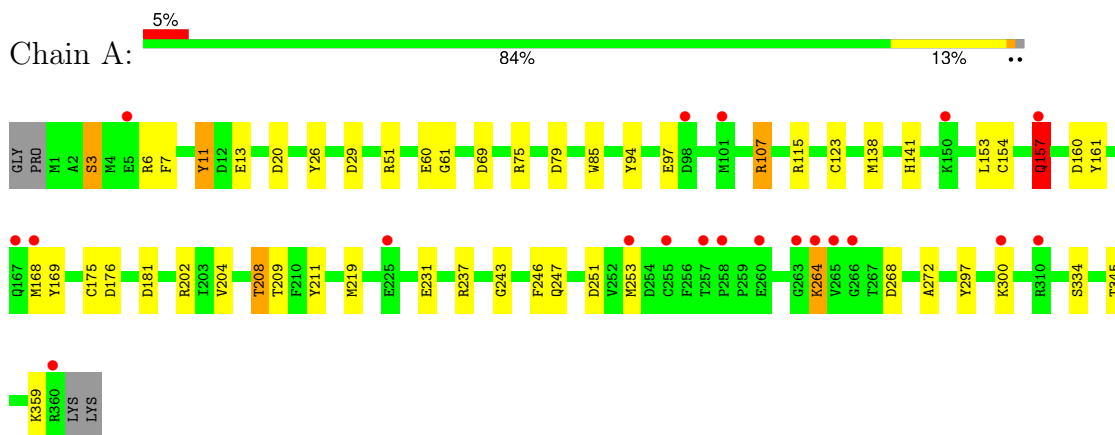 5%
Chain A:
84% 13% ••
GLY PRO M1 A2 S3 M4 E5 R6 F7 Y11 D12 E13 D20 Y26 D29 R51 E60 G61 D69 R75 D79 W85 Y94 E97 D98 M101 R107 R115 C123 M138 H141 K150 L153 C154 Q157 D160 Y161
Q167 M168 Y169 C175 D176 D181 R202 I203 V204 T208 T209 F210 Y211 M219 E225 E231 R237 G243 F246 Q247 D251 V252 M253 D254 C255 F256 T257 P258 P259 E260 G263 K264 V265 G266 T267 D268 A272 Y297 K300 R310 S334 T345
K359 R360 LYS LYS